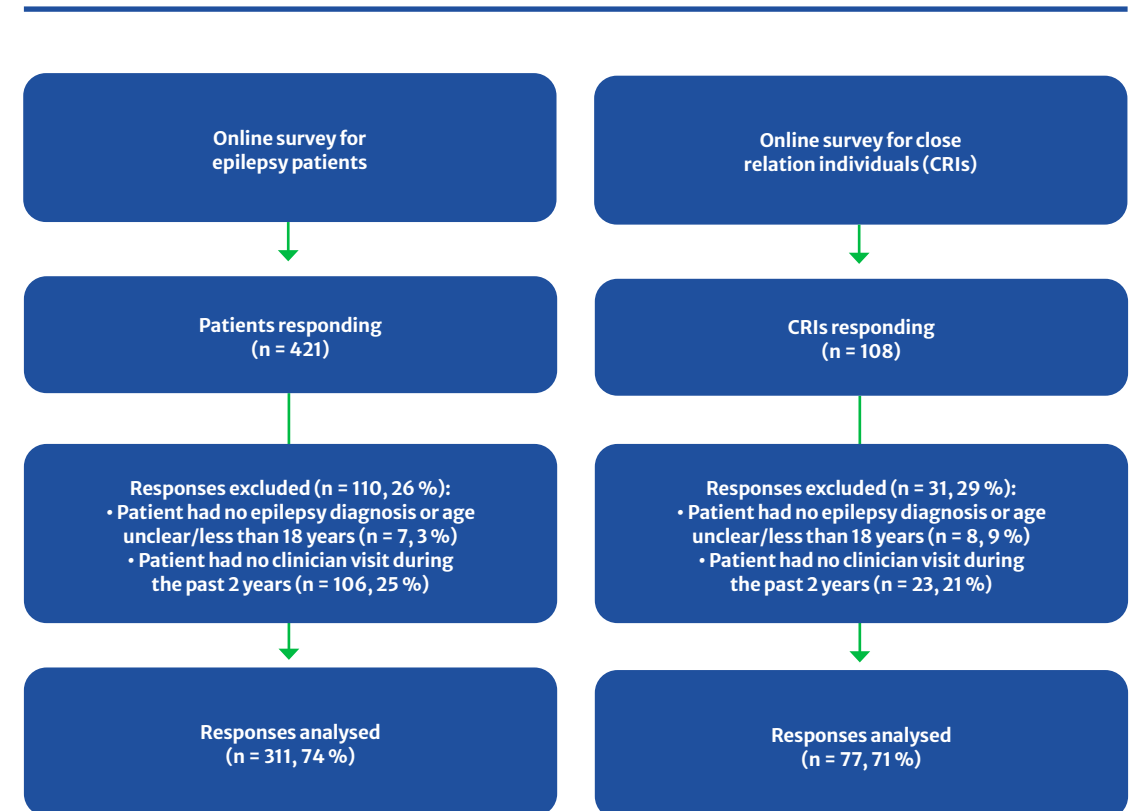 Online survey for
epilepsy patients
Patients responding
(n = 421)
Responses excluded (n = 110, 26 %):
• Patient had no epilepsy diagnosis or age
unclear/less than 18 years (n = 7, 3 %)
• Patient had no clinician visit during
the past 2 years (n = 106, 25 %)
Responses analysed
(n = 311, 74 %)
Online survey for close
relation individuals (CRIs)
CRIs responding
(n = 108)
Responses excluded (n = 31, 29 %):
• Patient had no epilepsy diagnosis or age
unclear/less than 18 years (n = 8, 9 %)
• Patient had no clinician visit during
the past 2 years (n = 23, 21 %)
Responses analysed
(n = 77, 71 %)